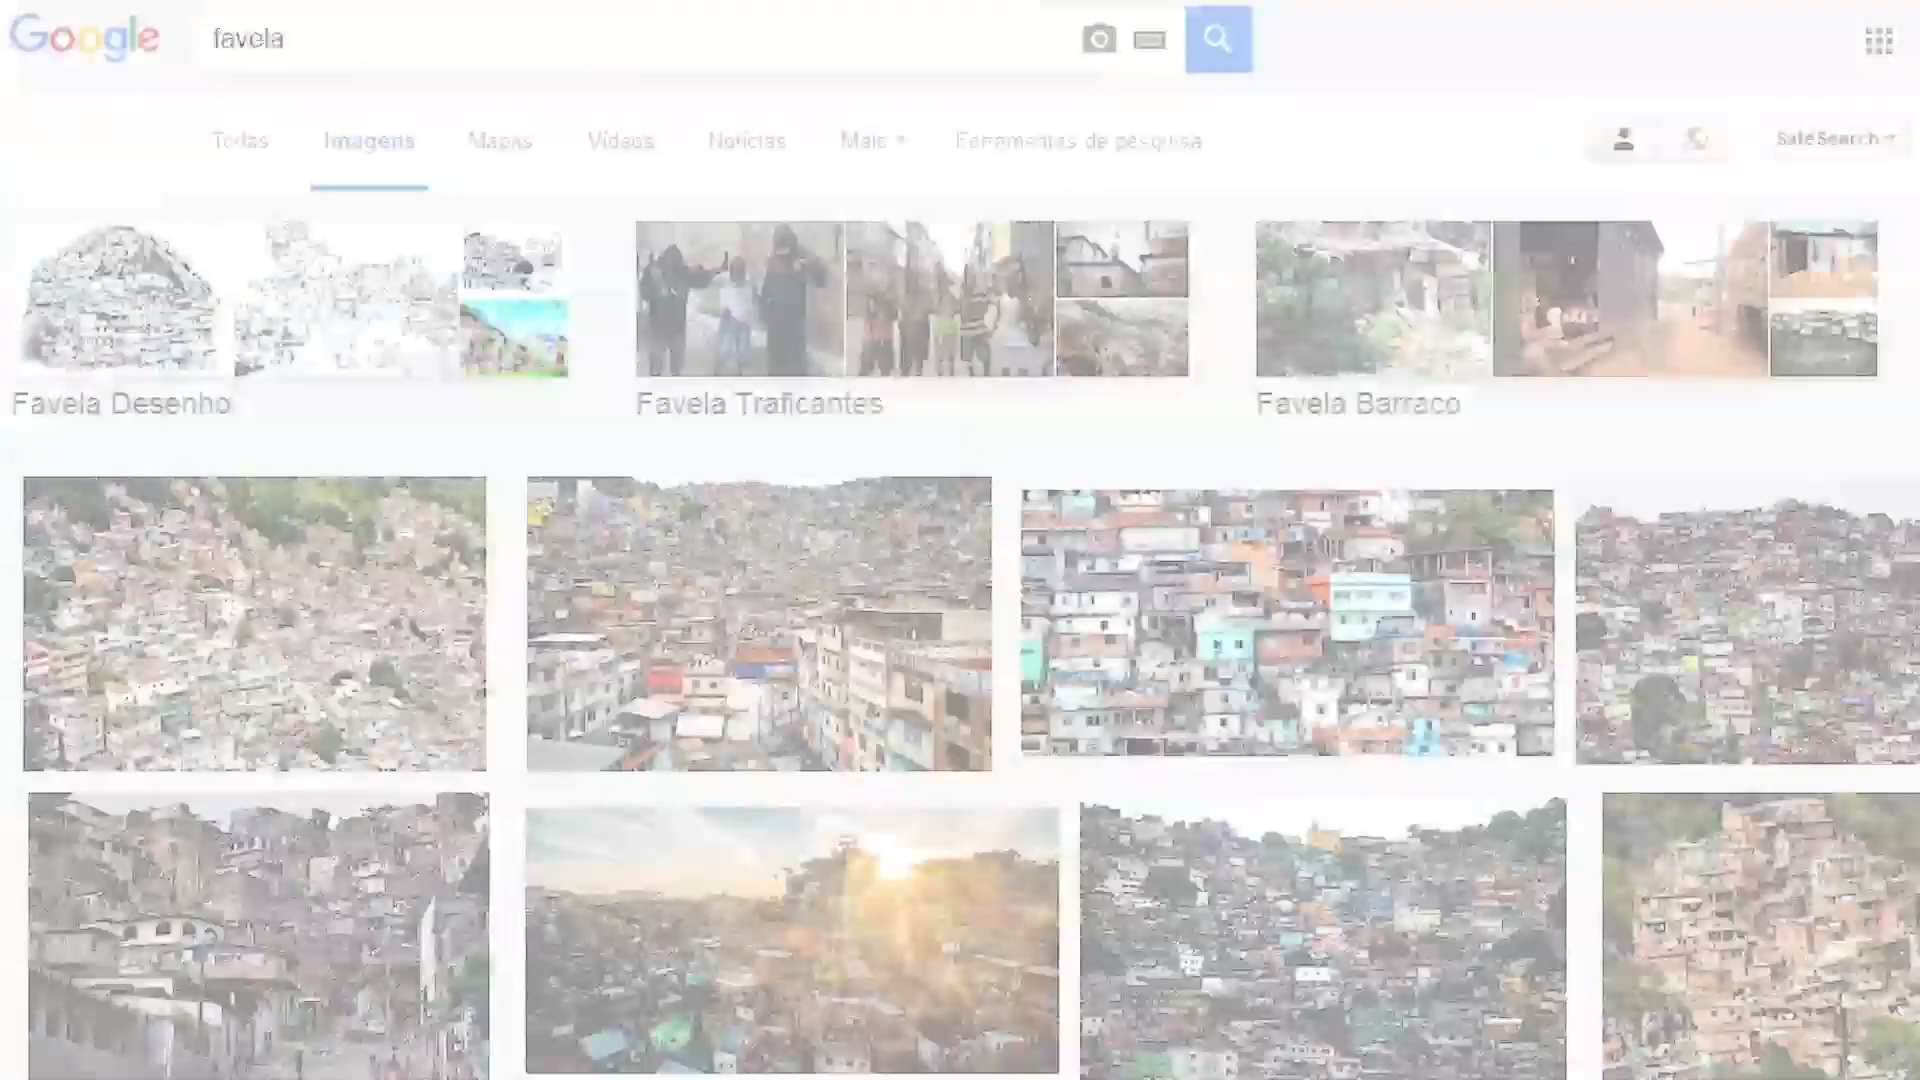 Google
favela
Todas Imagens Mapas Vídeos Notícias Mais Ferramentas de pesquisa SafeSearch
Favela Desenho Favela Traficantes Favela Barraco